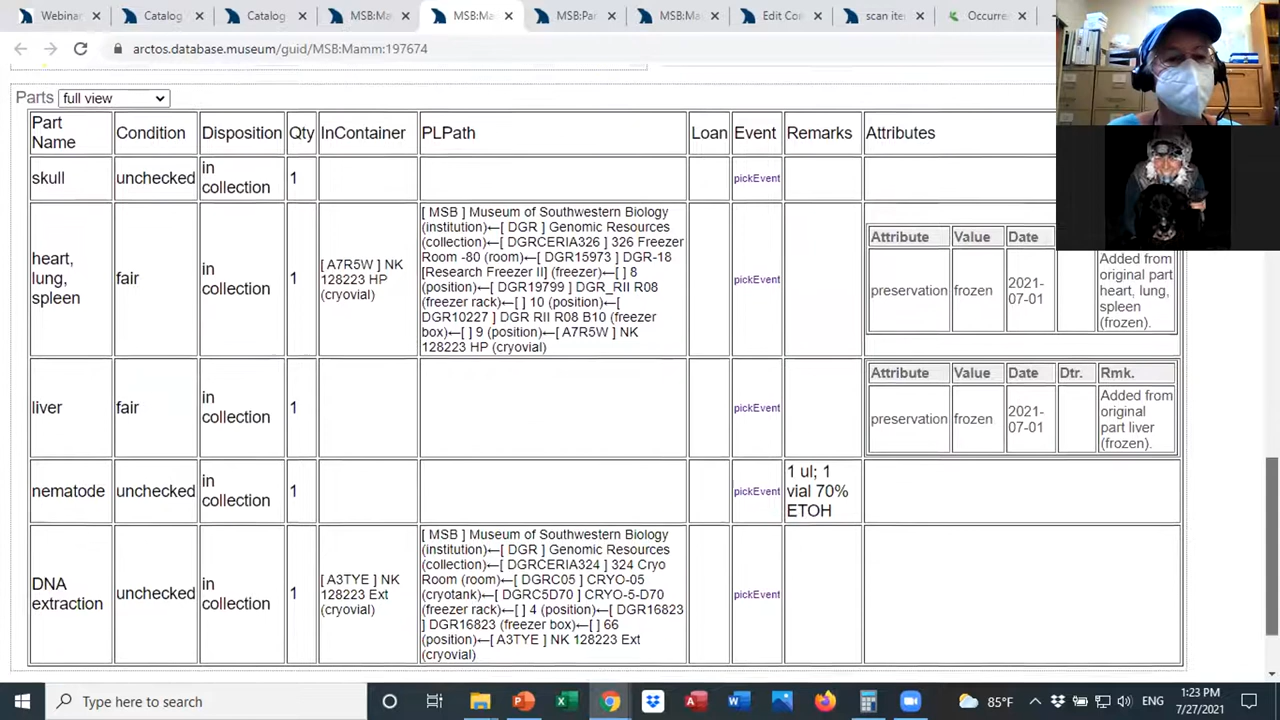 Webinar
Catalog
Catalog
MSB:Ma
MSB:Ma
MSB:Par
MSB:Ma
Edit Co
scan ite
Occurre
arctos.database.museum/guid/MSB:Mamm:197674
Parts full view
Part Name Condition Disposition Qty InContainer PLPath Loan Event Remarks Attributes
skull unchecked in collection 1 pickEvent
heart, lung, spleen
fair
in collection
1
[ A7R5W ] NK
128223 HP
(cryovial)
[ MSB ] Museum of Southwestern Biology
(institution)←[ DGR ] Genomic Resources
(collection)←[ DGRCERIA326 ] 326 Freezer
Room -80 (room)←[ DGR15973 ] DGR-18
[Research Freezer II] (freezer)←[ ] 8
(position)←[ DGR19799 ] DGR_RII R08
(freezer rack)←[ ] 10 (position)←[
DGR10227 ] DGR RII R08 B10 (freezer
box)←[ ] 9 (position)←[ A7R5W ] NK
128223 HP (cryovial)
pickEvent
Attribute Value Date
preservation frozen 2021-07-01
Added from
original part
heart, lung,
spleen
(frozen).
liver
fair
in collection
1
pickEvent
Attribute Value Date Dtr. Rmk.
preservation frozen 2021-07-01
Added from
original
part liver
(frozen).
nematode
unchecked
in collection
1
pickEvent
1 ul; 1
vial 70%
ETOH
DNA extraction
unchecked
in collection
1
[ A3TYE ] NK
128223 Ext
(cryovial)
[ MSB ] Museum of Southwestern Biology
(institution)←[ DGR ] Genomic Resources
(collection)←[ DGRCERIA324 ] 324 Cryo
Room (room)←[ DGRC05 ] CRYO-05
(cryotank)←[ DGRC5D70 ] CRYO-5-D70
(freezer rack)←[ ] 4 (position)←[ DGR16823
] DGR16823 (freezer box)←[ ] 66
(position)←[ A3TYE ] NK 128223 Ext
(cryovial)
pickEvent
Type here to search
85°F
ENG
1:23 PM
7/27/2021